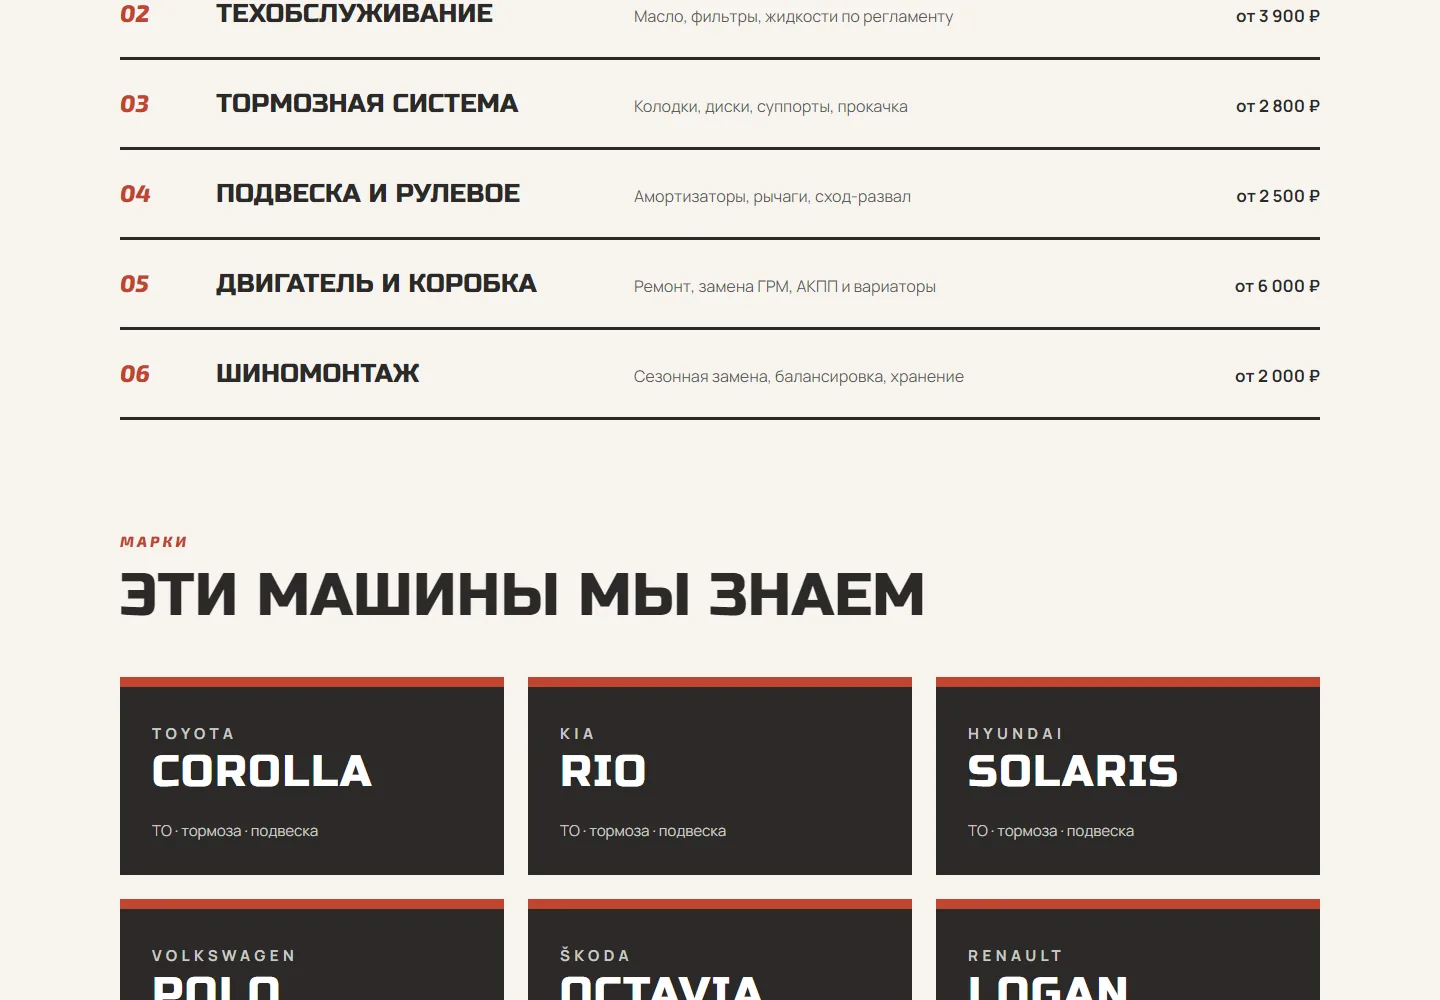 02 ТЕХОБСЛУЖИВАНИЕ Масло, фильтры, жидкости по регламенту от 3 900 ₽
03 ТОРМОЗНАЯ СИСТЕМА Колодки, диски, суппорты, прокачка от 2 800 ₽
04 ПОДВЕСКА И РУЛЕВОЕ Амортизаторы, рычаги, сход-развал от 2 500 ₽
05 ДВИГАТЕЛЬ И КОРОБКА Ремонт, замена ГРМ, АКПП и вариаторы от 6 000 ₽
06 ШИНОМОНТАЖ Сезонная замена, балансировка, хранение от 2 000 ₽
МАРКИ
ЭТИ МАШИНЫ МЫ ЗНАЕМ
TOYOTA
COROLLA
ТО · тормоза · подвеска
KIA
RIO
ТО · тормоза · подвеска
HYUNDAI
SOLARIS
ТО · тормоза · подвеска
VOLKSWAGEN
POLO
ŠKODA
OCTAVIA
RENAULT
LOGAN